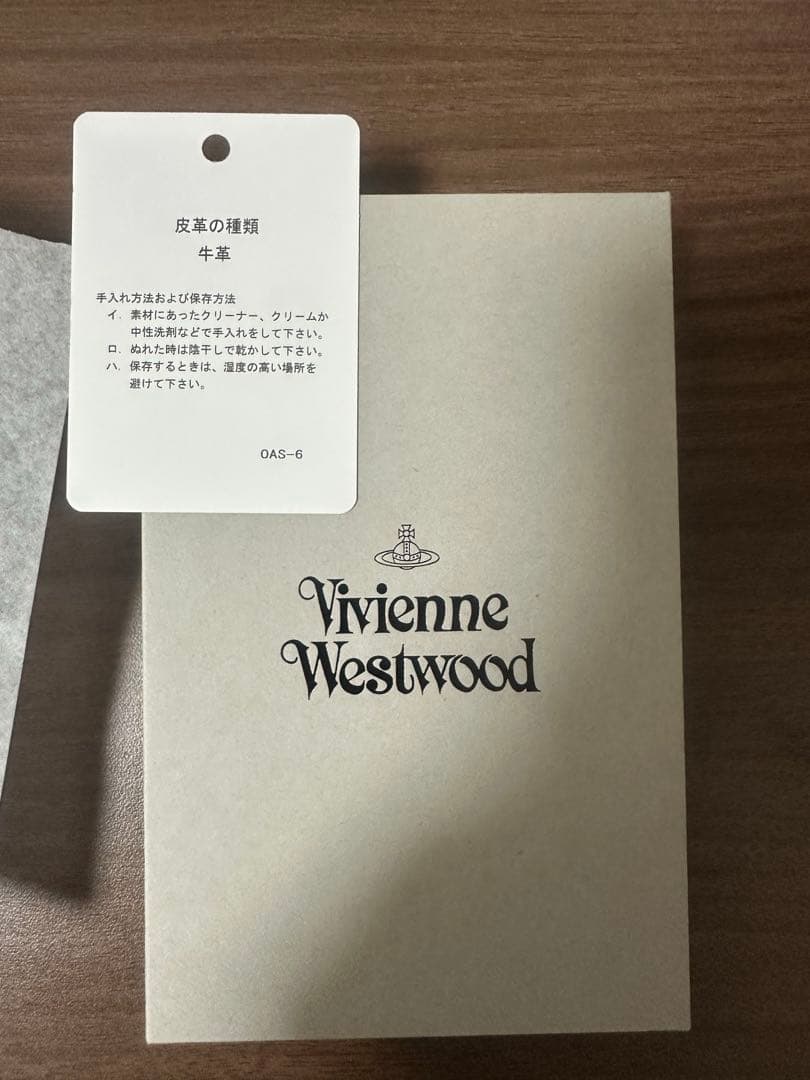 皮革の種類
牛革
手入れ方法および保存方法
イ. 素材にあったクリーナー、クリームか
中性洗剤などで手入れをして下さい。
ロ. ぬれた時は陰干しで乾かして下さい。
ハ. 保存するときは、湿度の高い場所を
避けて下さい。
OAS-6
Vivienne
Westwood